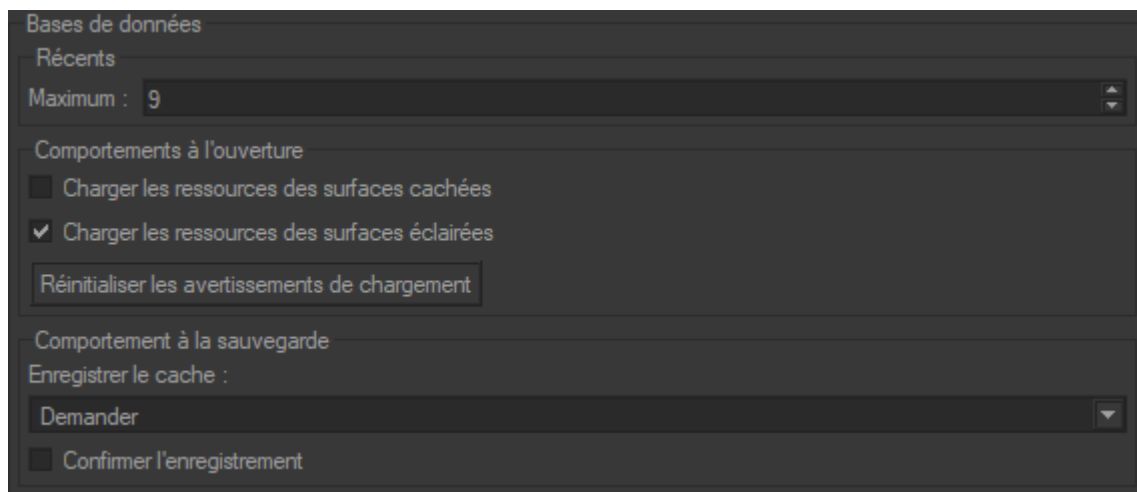 Bases de données
Récents
Maximum : 9
Comportements à l'ouverture
Charger les ressources des surfaces cachées
Charger les ressources des surfaces éclairées
Réinitialiser les avertissements de chargement
Comportement à la sauvegarde
Enregistrer le cache :
Demander
Confirmer l'enregistrement